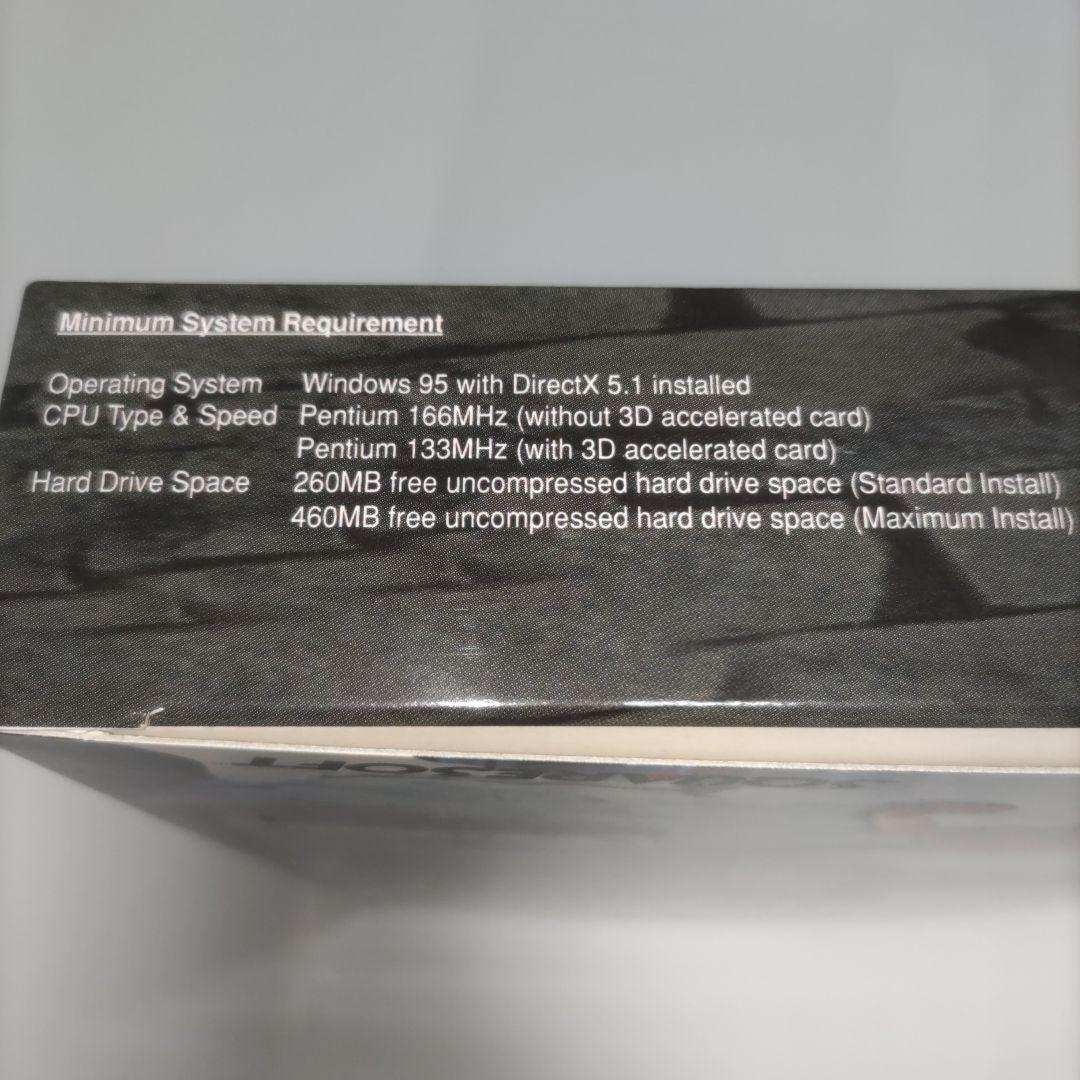 Minimum System Requirement
Operating System Windows 95 with DirectX 5.1 installed
CPU Type & Speed Pentium 166MHz (without 3D accelerated card)
Pentium 133MHz (with 3D accelerated card)
Hard Drive Space 260MB free uncompressed hard drive space (Standard Install)
460MB free uncompressed hard drive space (Maximum Install)